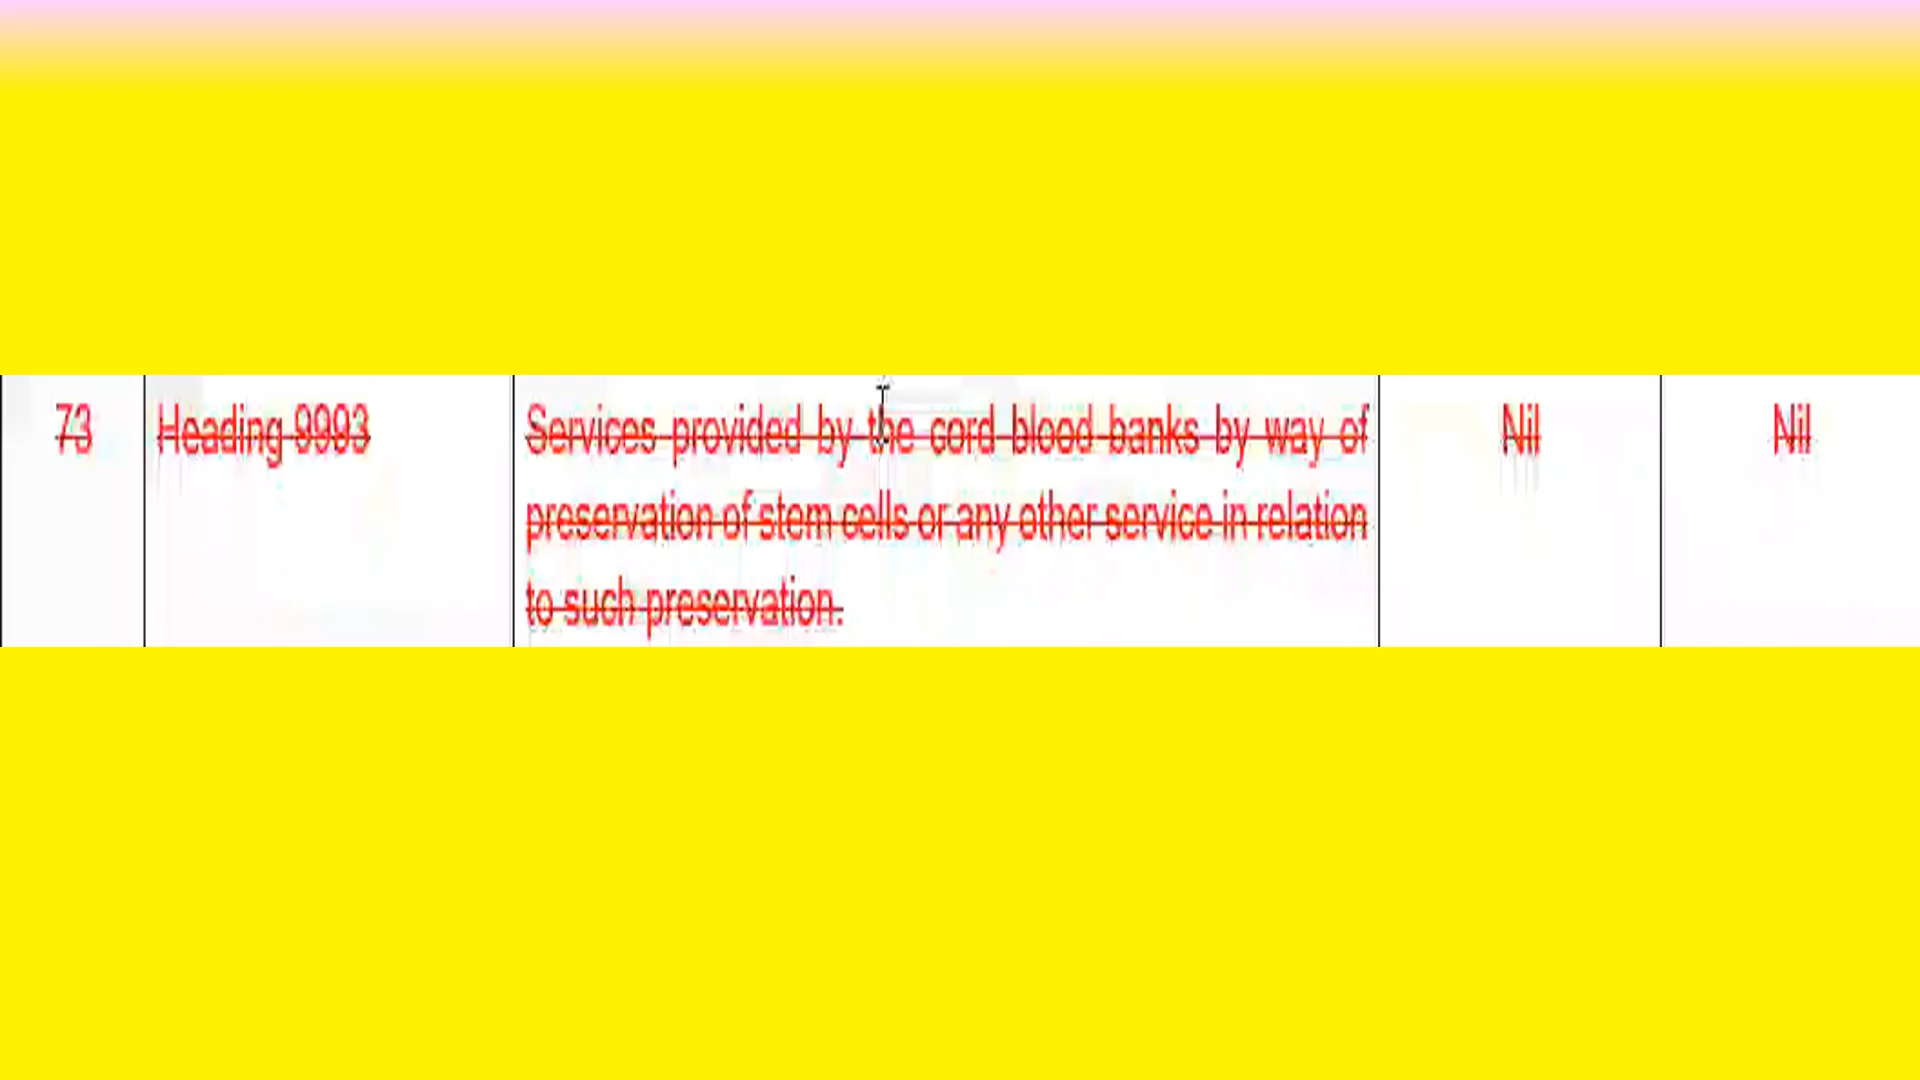 73 Heading 9993 Services provided by the cord blood banks by way of Nil Nil
preservation of stem cells or any other service in relation
to such preservation.